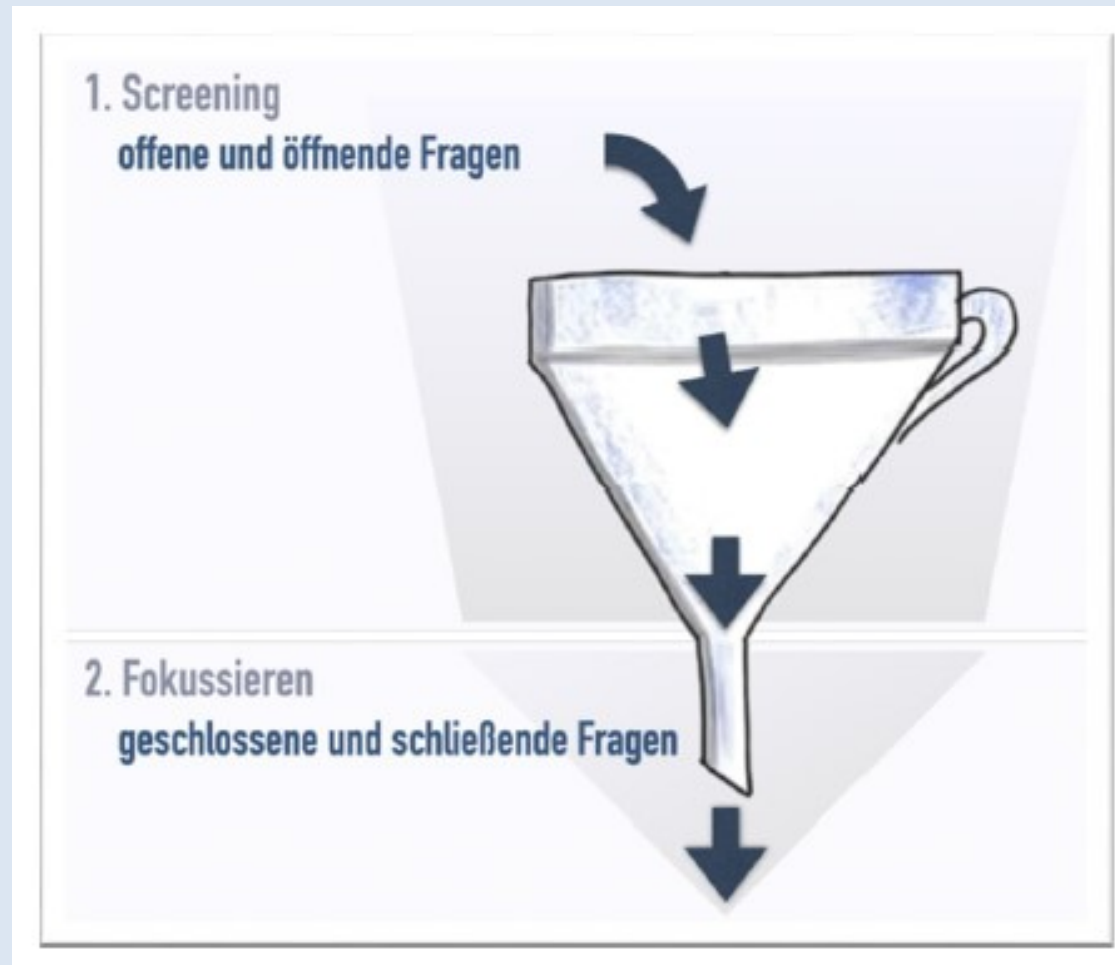 1. Screening
offene und öffnende Fragen
2. Fokussieren
geschlossene und schließende Fragen